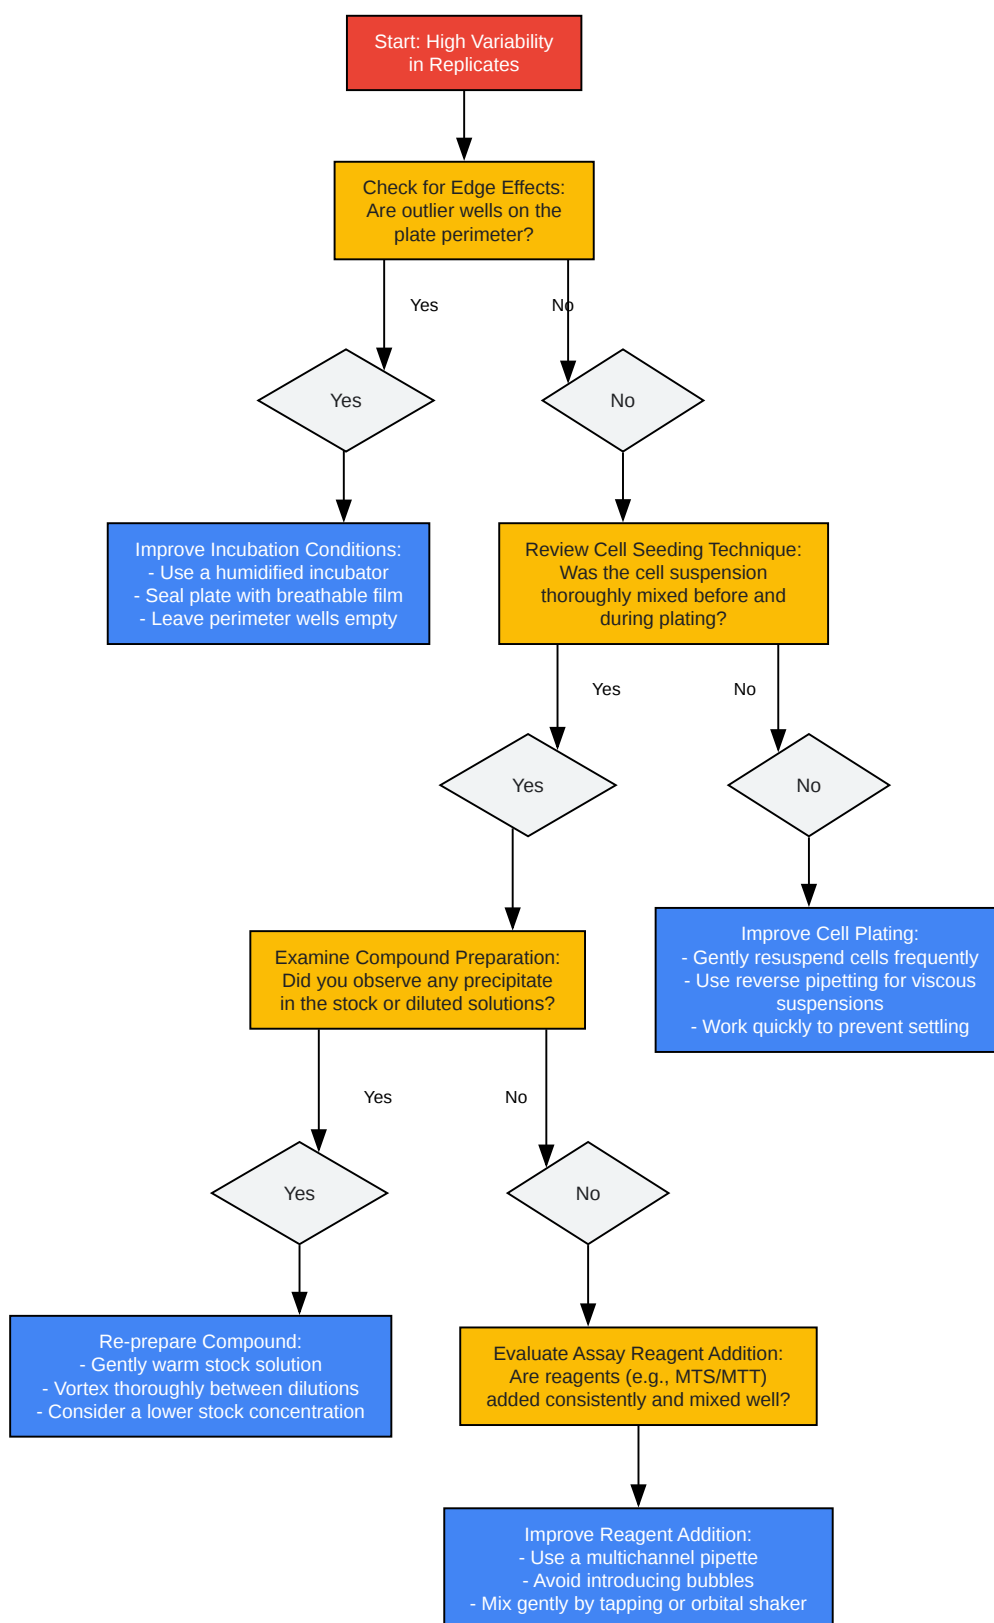 Start: High Variability
in Replicates
Check for Edge Effects:
Are outlier wells on the
plate perimeter?
Yes
No
Yes
No
Improve Incubation Conditions:
- Use a humidified incubator
- Seal plate with breathable film
- Leave perimeter wells empty
Review Cell Seeding Technique:
Was the cell suspension
thoroughly mixed before and
during plating?
Yes
No
Yes
No
Improve Cell Plating:
- Gently resuspend cells frequently
- Use reverse pipetting for viscous
suspensions
- Work quickly to prevent settling
Examine Compound Preparation:
Did you observe any precipitate
in the stock or diluted solutions?
Yes
No
Yes
No
Re-prepare Compound:
- Gently warm stock solution
- Vortex thoroughly between dilutions
- Consider a lower stock concentration
Evaluate Assay Reagent Addition:
Are reagents (e.g., MTS/MTT)
added consistently and mixed well?
Improve Reagent Addition:
- Use a multichannel pipette
- Avoid introducing bubbles
- Mix gently by tapping or orbital shaker